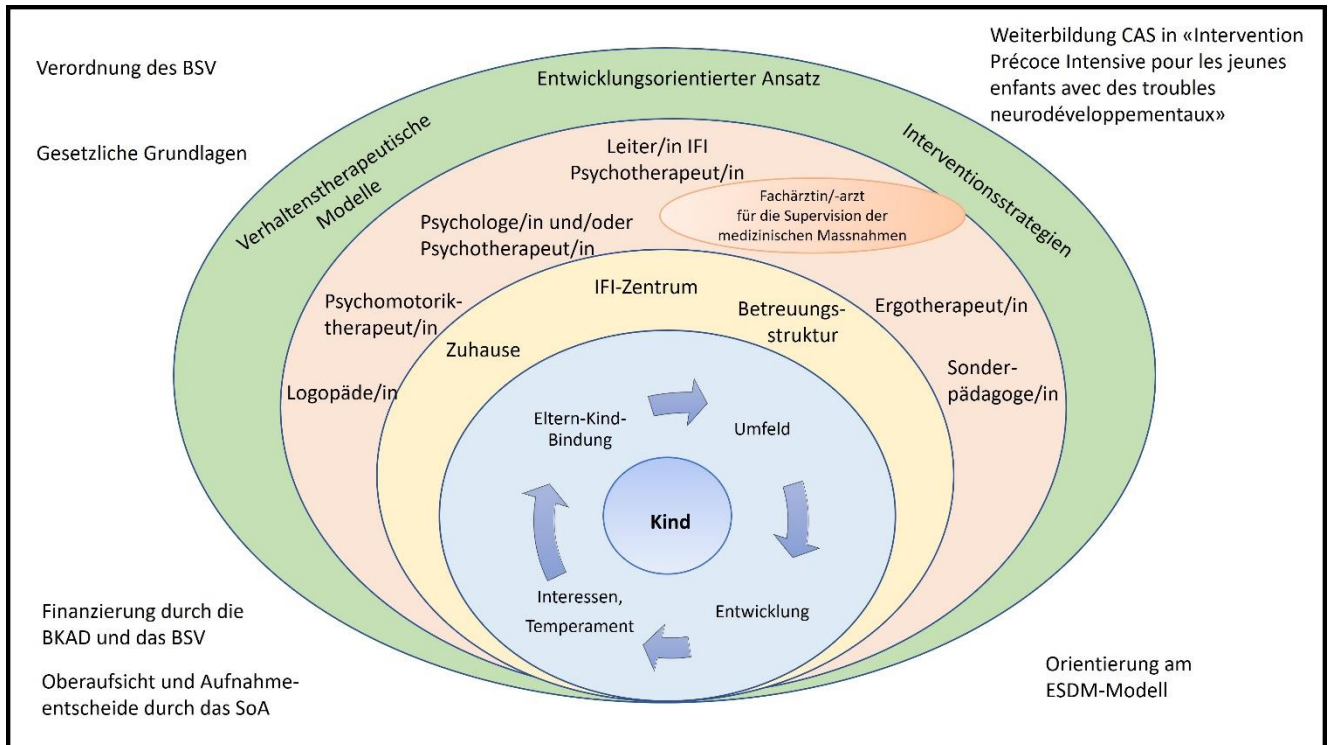 Verordnung des BSV
Gesetzliche Grundlagen
Weiterbildung CAS in «Intervention
Précoce Intensive pour les jeunes
enfants avec des troubles
neurodéveloppementaux»
Entwicklungsorientierter Ansatz
Verhaltenstherapeutische
Modelle
Interventionsstrategien
Leiter/in IFI
Psychotherapeut/in
Fachärztin/-arzt
für die Supervision der
medizinischen Massnahmen
Psychologe/in und/oder
Psychotherapeut/in
Psychomotorik-
therapeut/in
Logopäde/in
Ergotherapeut/in
Sonder-
pädagoge/in
IFI-Zentrum
Zuhause
Betreuungs-
struktur
Eltern-Kind-
Bindung
Umfeld
Kind
Interessen,
Temperament
Entwicklung
Finanzierung durch die
BKAD und das BSV
Oberaufsicht und Aufnahme-
entscheide durch das SoA
Orientierung am
ESDM-Modell